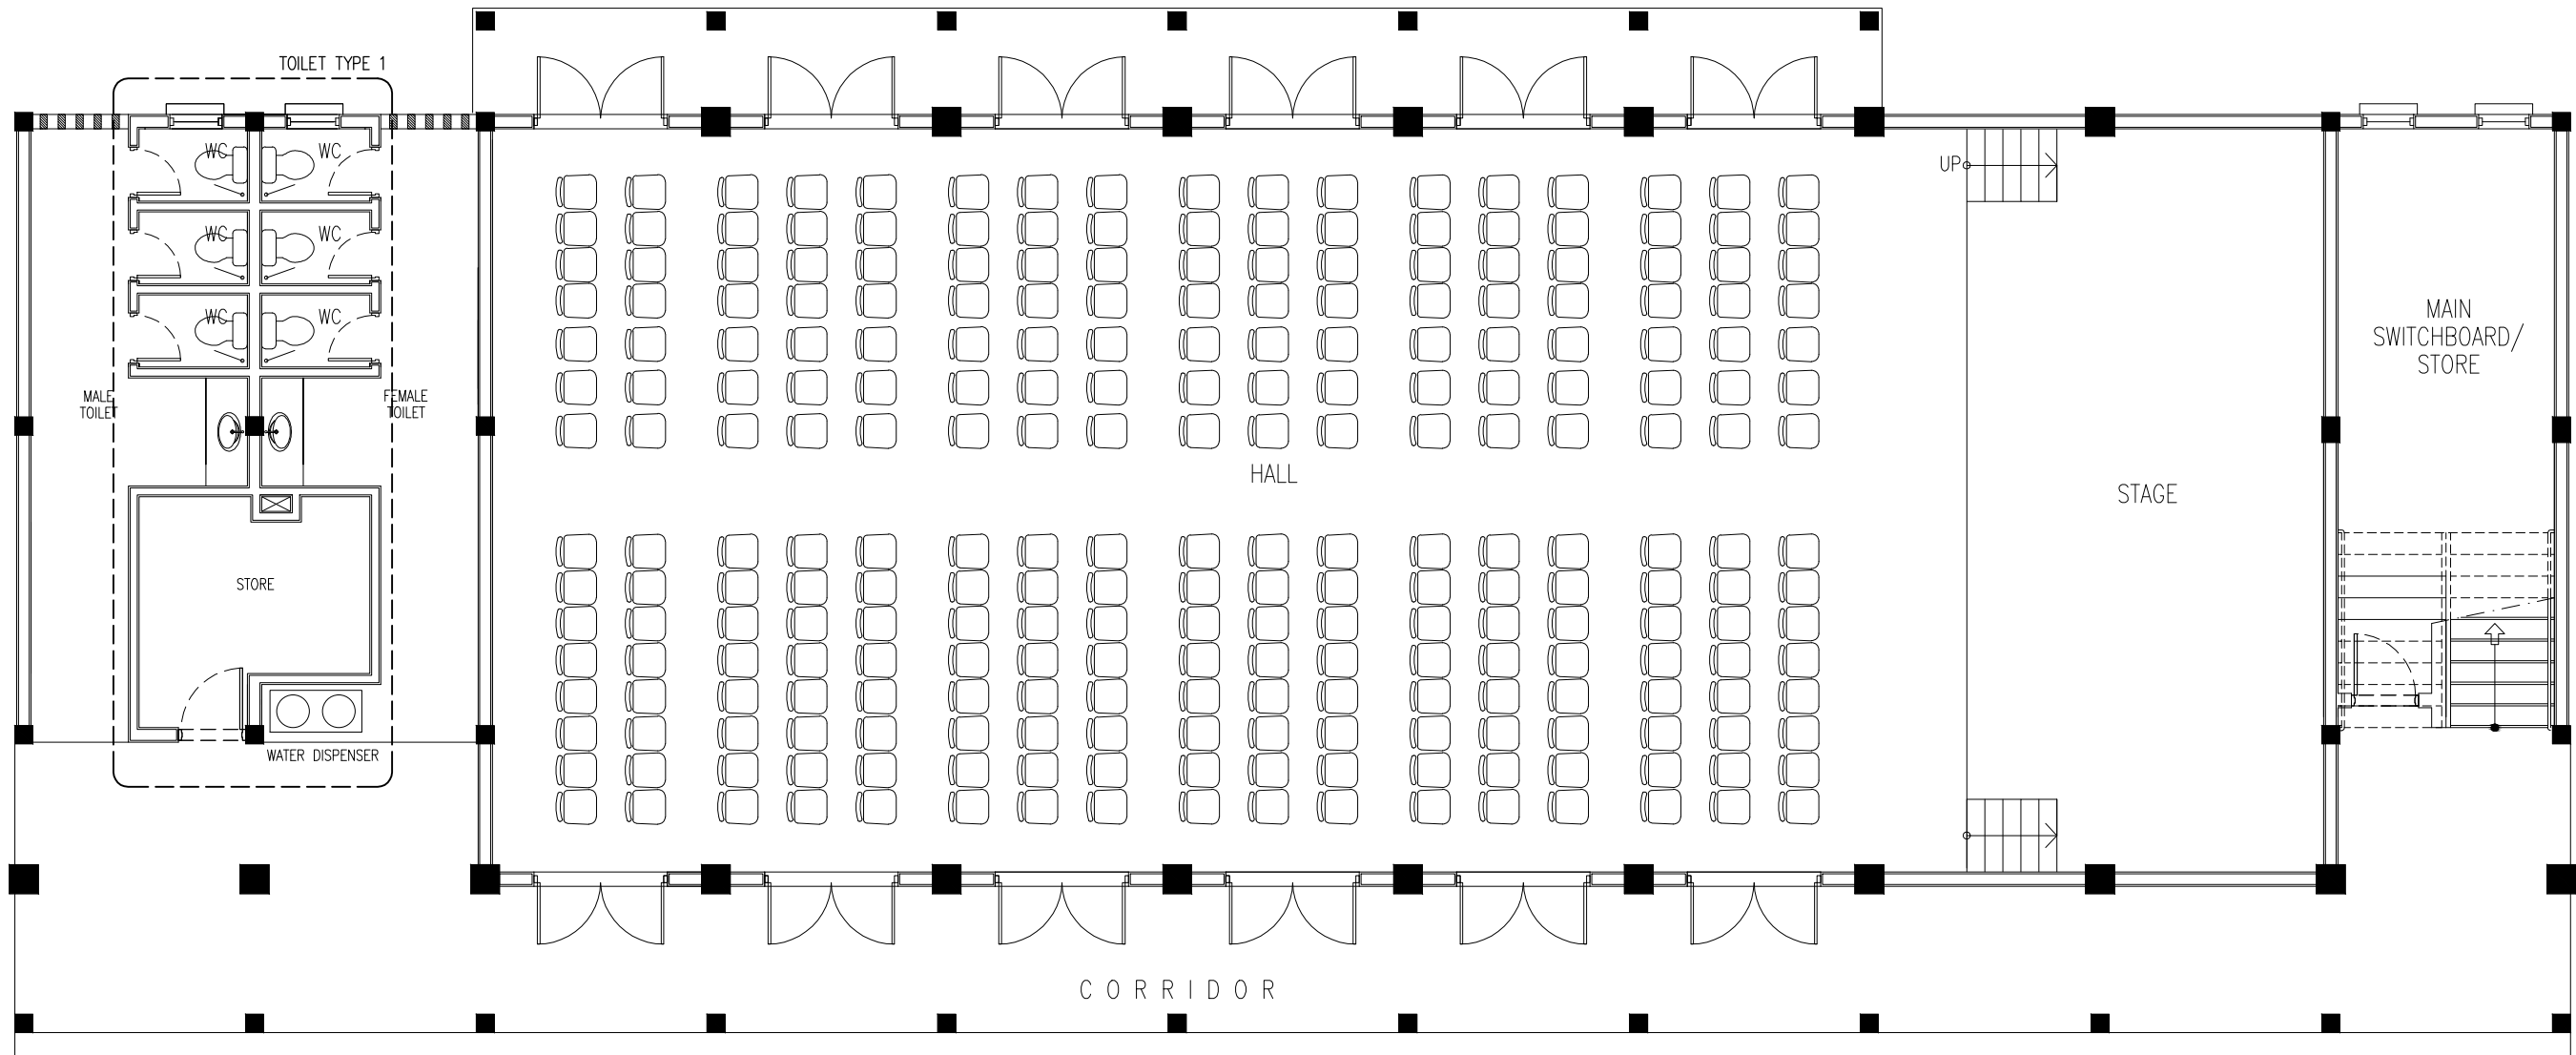 TOILET TYPE 1
WC
WC
UP
WC
WC
WC
WC
MAIN
SWITCHBOARD/
STORE
MALE
TOILET
FEMALE
TOILET
HALL
STAGE
STORE
WATER DISPENSER
CORRIDOR